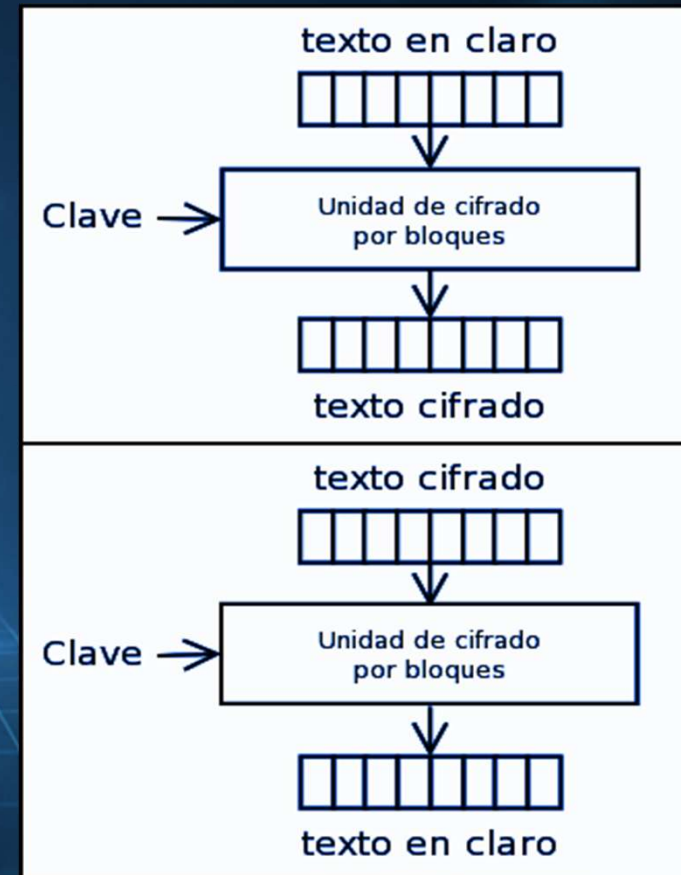 texto en claro
Clave
Unidad de cifrado
por bloques
texto cifrado
texto cifrado
Clave
Unidad de cifrado
por bloques
texto en claro